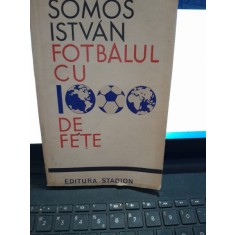 SOMOS
ISTVÁN
FOTBALUL
CU
1000
DE
FEȚE
EDITURA STADION